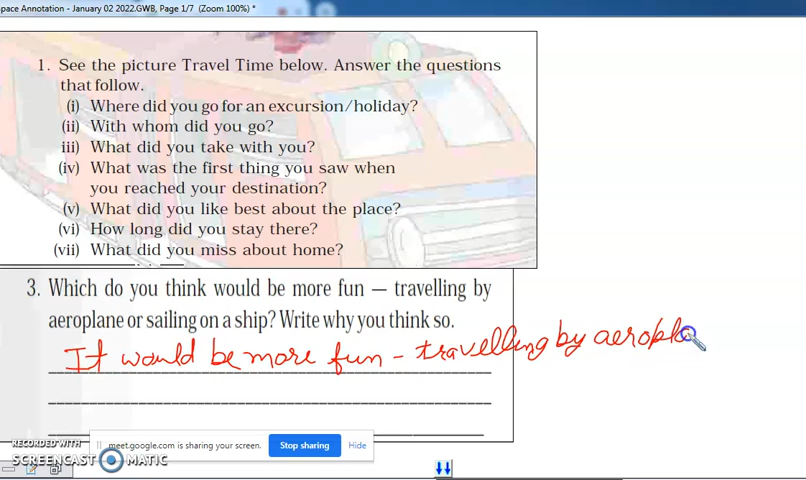 pace Annotation - January 02 2022.GWB, Page 1/7 (Zoom 100%) *
1. See the picture Travel Time below. Answer the questions
that follow.
(i) Where did you go for an excursion/holiday?
(ii) With whom did you go?
iii) What did you take with you?
(iv) What was the first thing you saw when
you reached your destination?
(v) What did you like best about the place?
(vi) How long did you stay there?
(vii) What did you miss about home?
3. Which do you think would be more fun — travelling by
aeroplane or sailing on a ship? Write why you think so.
It would be more fun - travelling by aeropla
meet.google.com is sharing your screen. Stop sharing Hide
RECORDED WITH
SCREENCAST MATIC